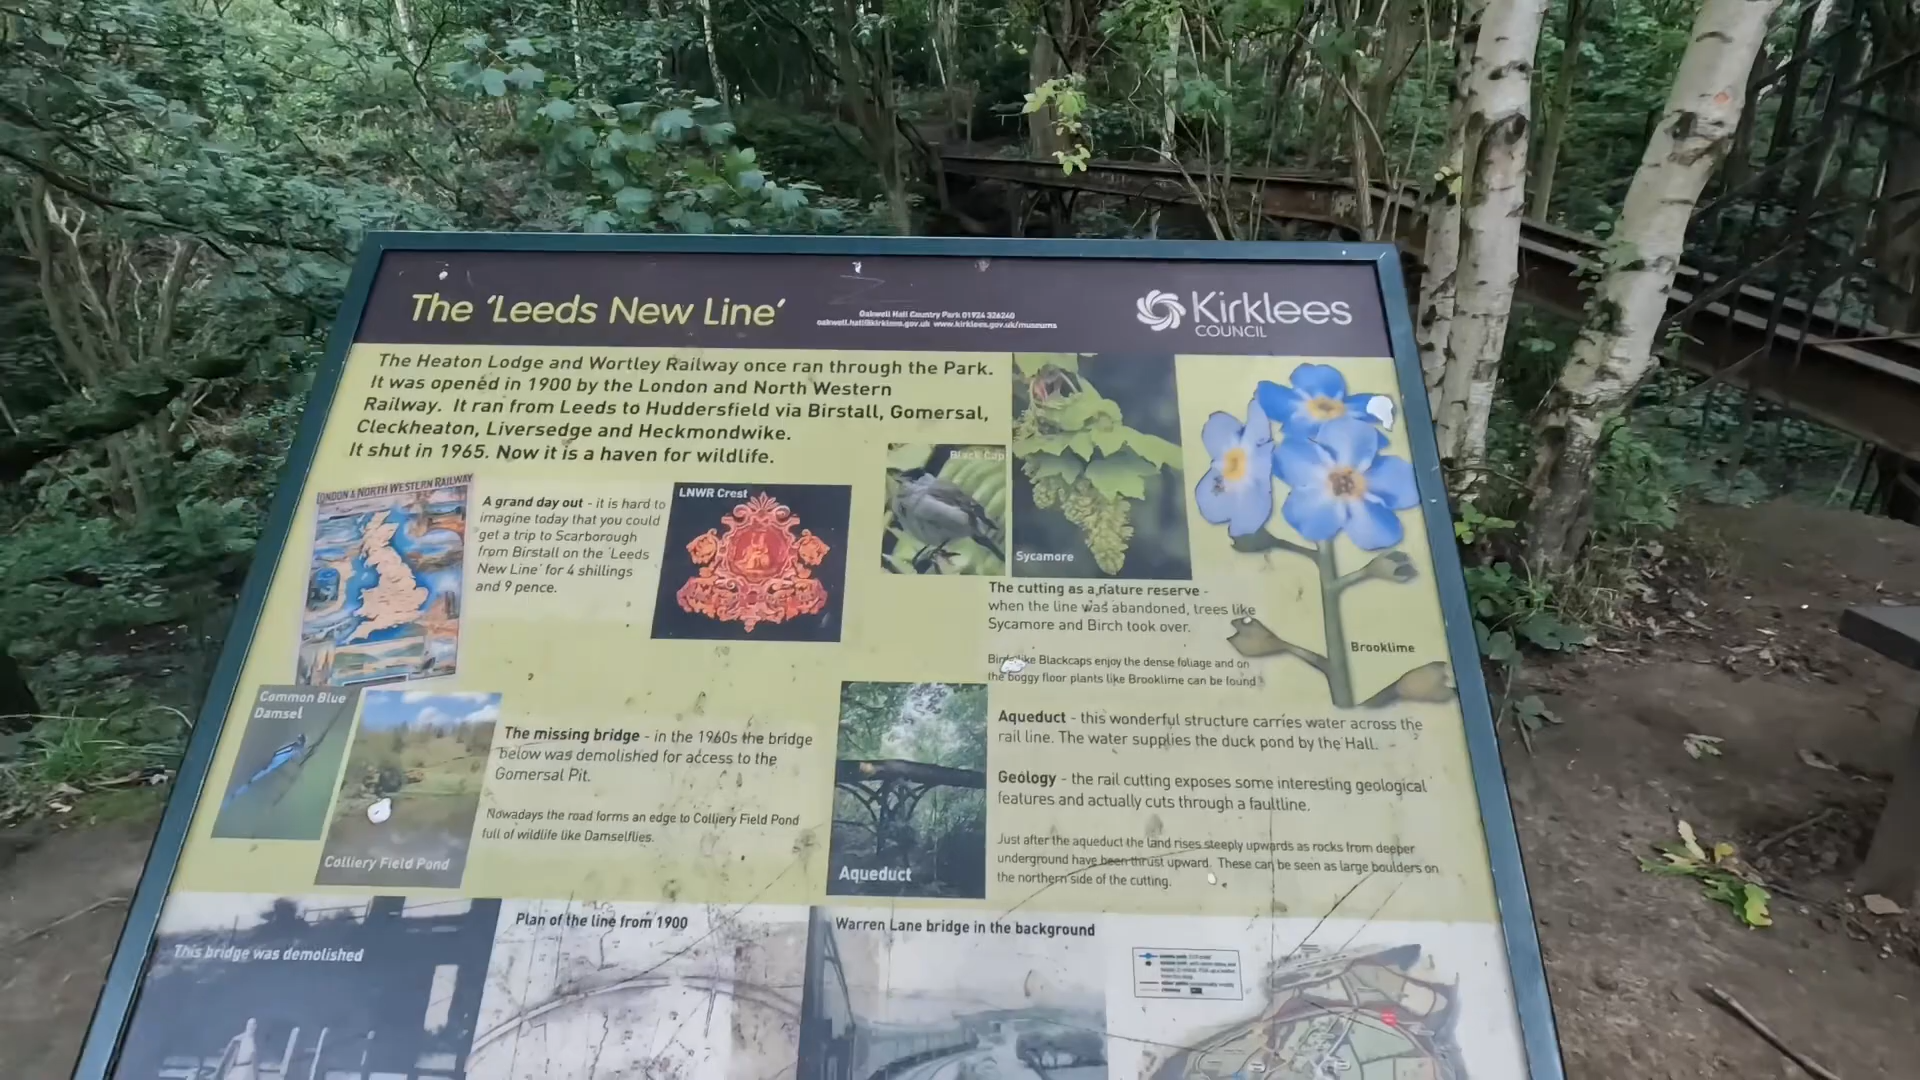 The 'Leeds New Line'
Oakwell Hall Country Park 01924 326240
oakwell.hall@kirklees.gov.uk www.kirklees.gov.uk/museums
Kirklees
COUNCIL
The Heaton Lodge and Wortley Railway once ran through the Park.
It was opened in 1900 by the London and North Western
Railway. It ran from Leeds to Huddersfield via Birstall, Gomersal,
Cleckheaton, Liversedge and Heckmondwike.
It shut in 1965. Now it is a haven for wildlife.
LONDON & NORTH WESTERN RAILWAY
A grand day out - it is hard to
imagine today that you could
get a trip to Scarborough
from Birstall on the 'Leeds
New Line' for 4 shillings
and 9 pence.
LNWR Crest
Black Cap
Sycamore
Brooklime
The cutting as a nature reserve -
when the line was abandoned, trees like
Sycamore and Birch took over.
Birds like Blackcaps enjoy the dense foliage and on
the boggy floor plants like Brooklime can be found
Common Blue
Damsel
Colliery Field Pond
The missing bridge - in the 1960s the bridge
below was demolished for access to the
Gomersal Pit.
Nowadays the road forms an edge to Colliery Field Pond
full of wildlife like Damselflies.
Aqueduct
Aqueduct - this wonderful structure carries water across the
rail line. The water supplies the duck pond by the Hall.
Geology - the rail cutting exposes some interesting geological
features and actually cuts through a faultline.
Just after the aqueduct the land rises steeply upwards as rocks from deeper
underground have been thrust upward. These can be seen as large boulders on
the northern side of the cutting.
This bridge was demolished
Plan of the line from 1900
Warren Lane bridge in the background